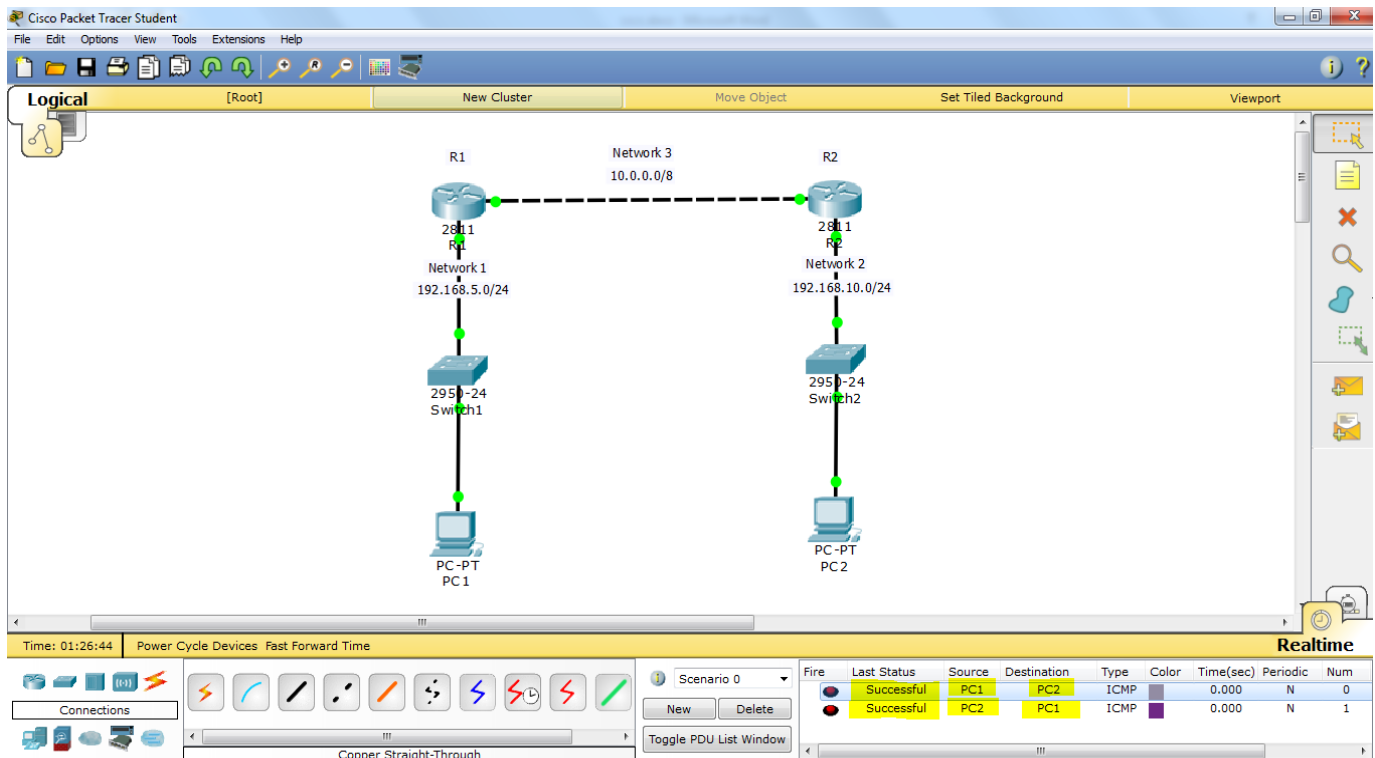 Cisco Packet Tracer Student
File Edit Options View Tools Extensions Help
Logical [Root] New Cluster Move Object Set Tiled Background Viewport
R1
Network 3
10.0.0.0/8
R2
2811
R1
2811
R2
Network 1
192.168.5.0/24
Network 2
192.168.10.0/24
2950-24
Switch1
2950-24
Switch2
PC-PT
PC1
PC-PT
PC2
Time: 01:26:44 Power Cycle Devices Fast Forward Time Realtime
Connections
Copper Straight-Through
Scenario 0
New Delete
Toggle PDU List Window
Fire Last Status Source Destination Type Color Time(sec) Periodic Num
Successful PC1 PC2 ICMP 0.000 N 0
Successful PC2 PC1 ICMP 0.000 N 1